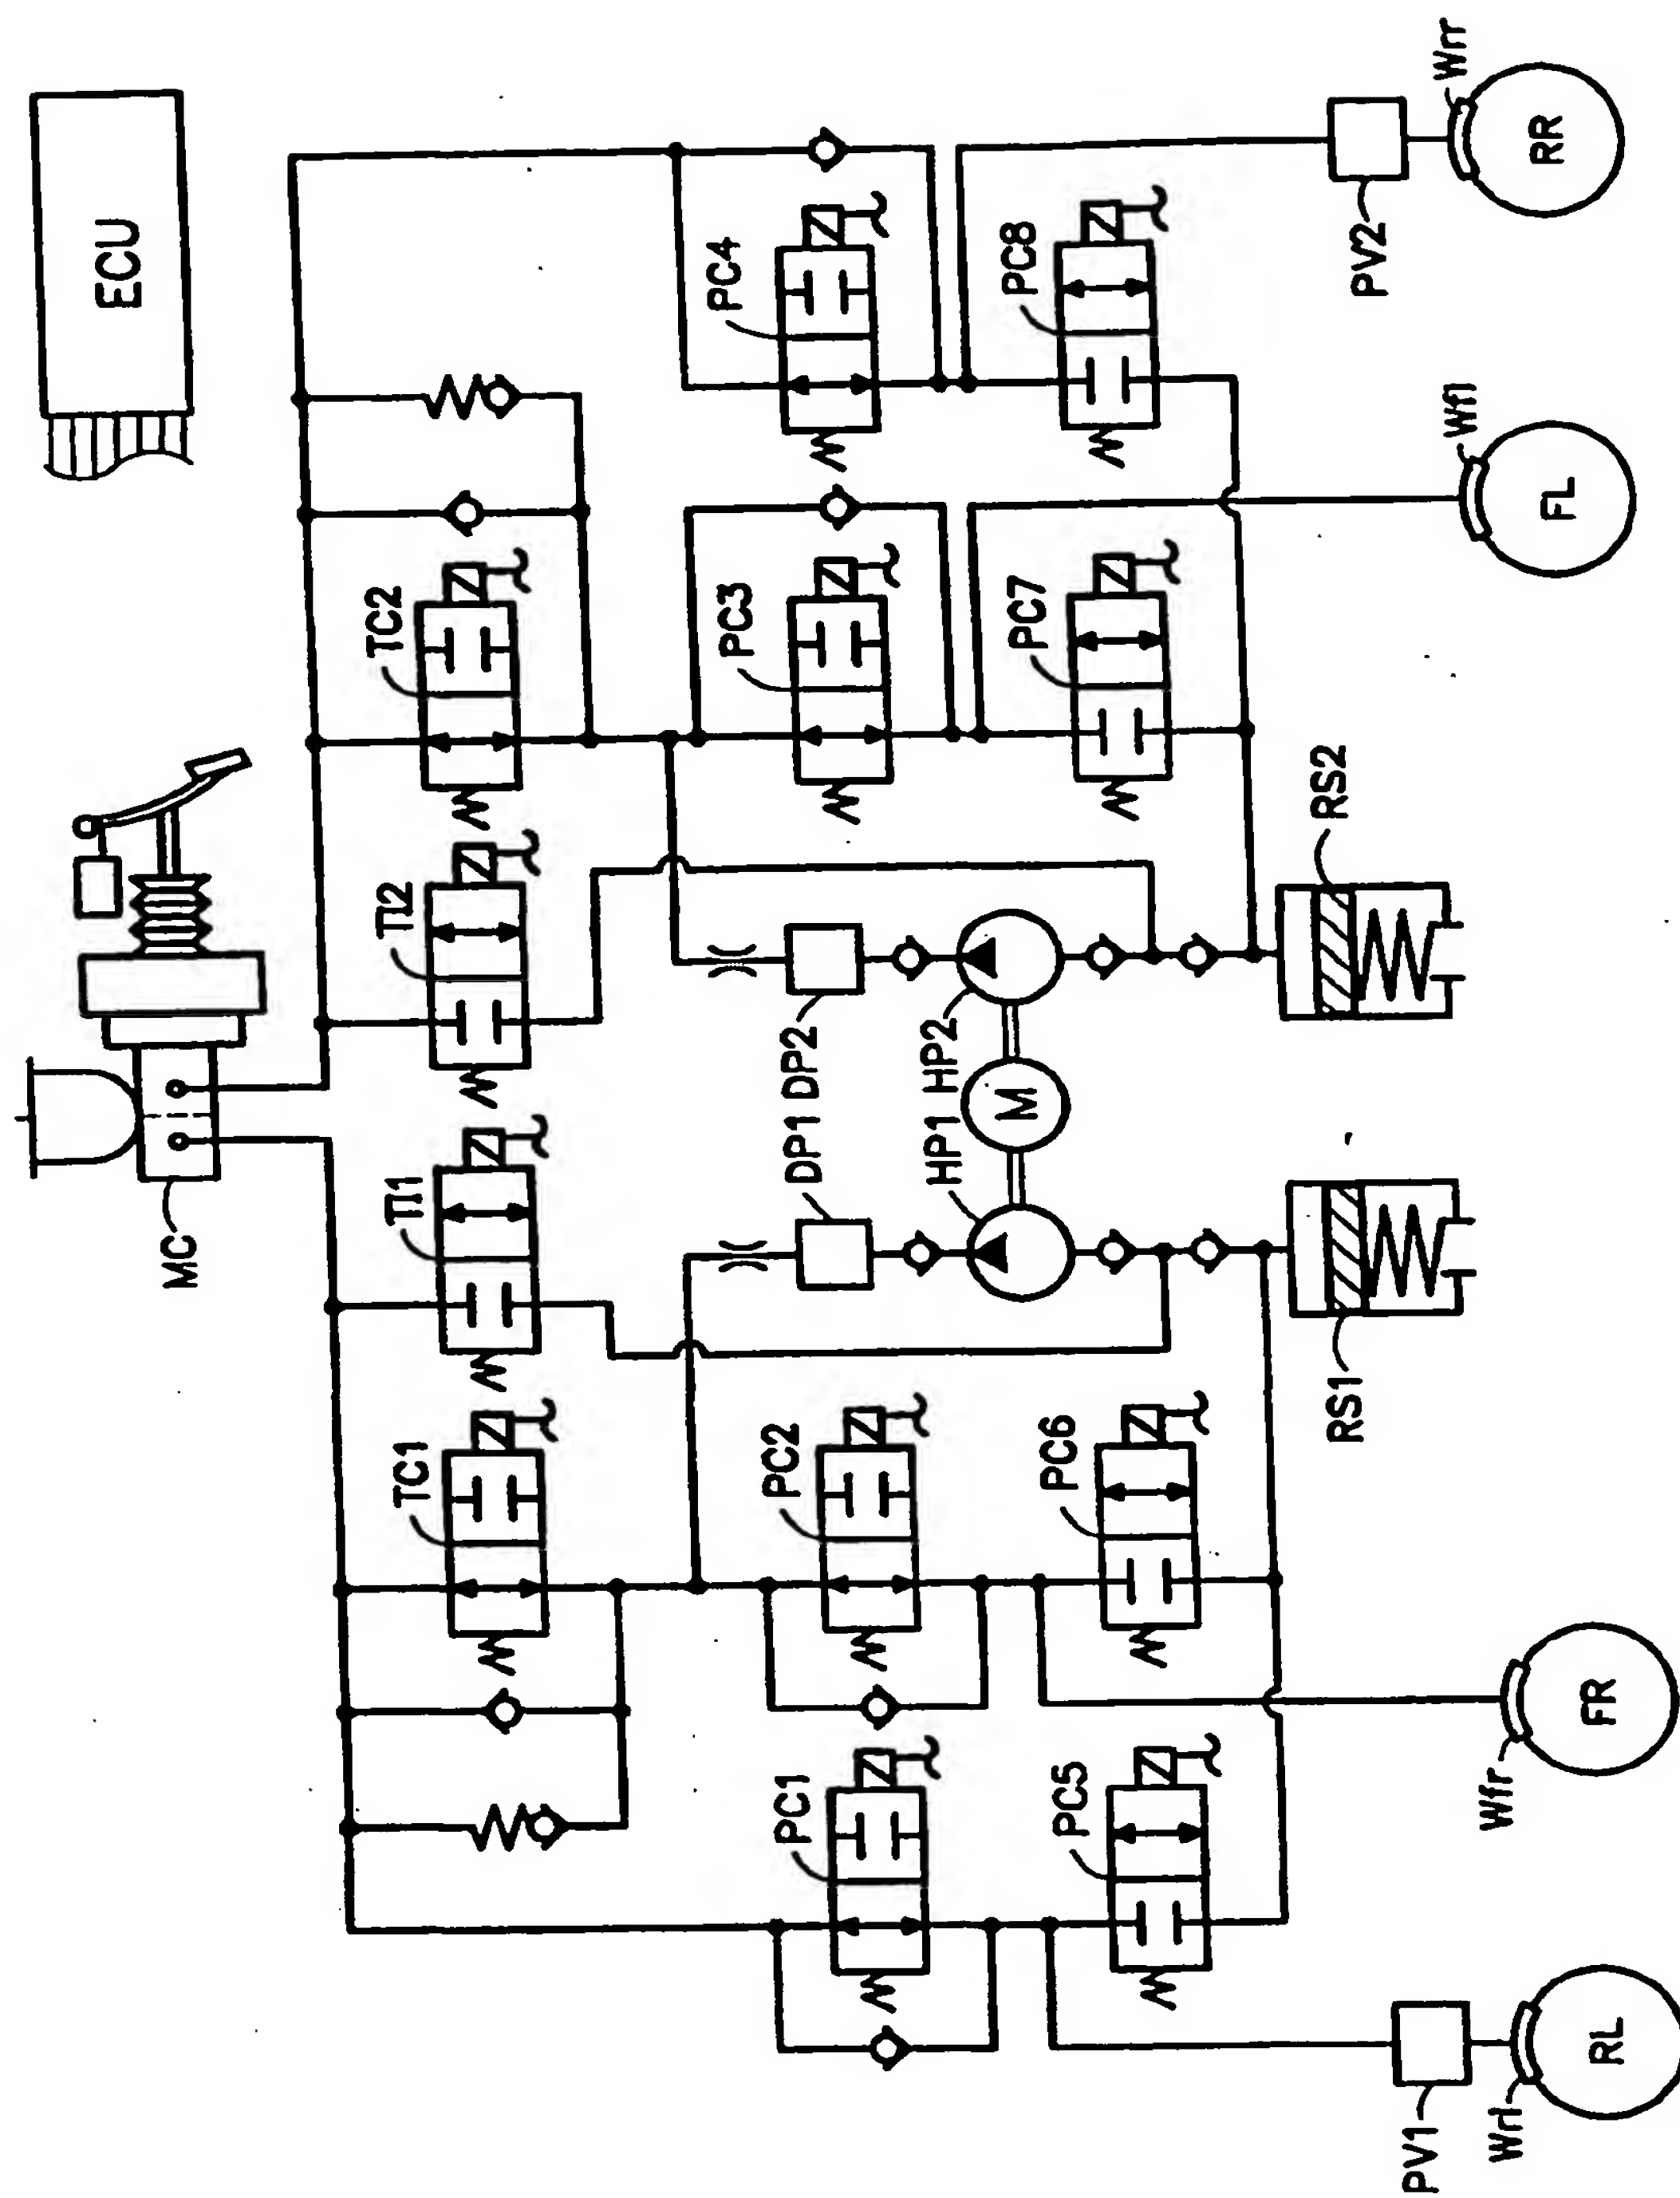 ECU
MC
TC1
TI1
TI2
TC2
PC1
PC2
DP1
DP2
PC3
PC4
HP1
M
HP2
PC5
PC6
PC7
PC8
RS1
RS2
PV1
PV2
Wrl
Wfr
Wfl
Wrr
RL
FR
FL
RR